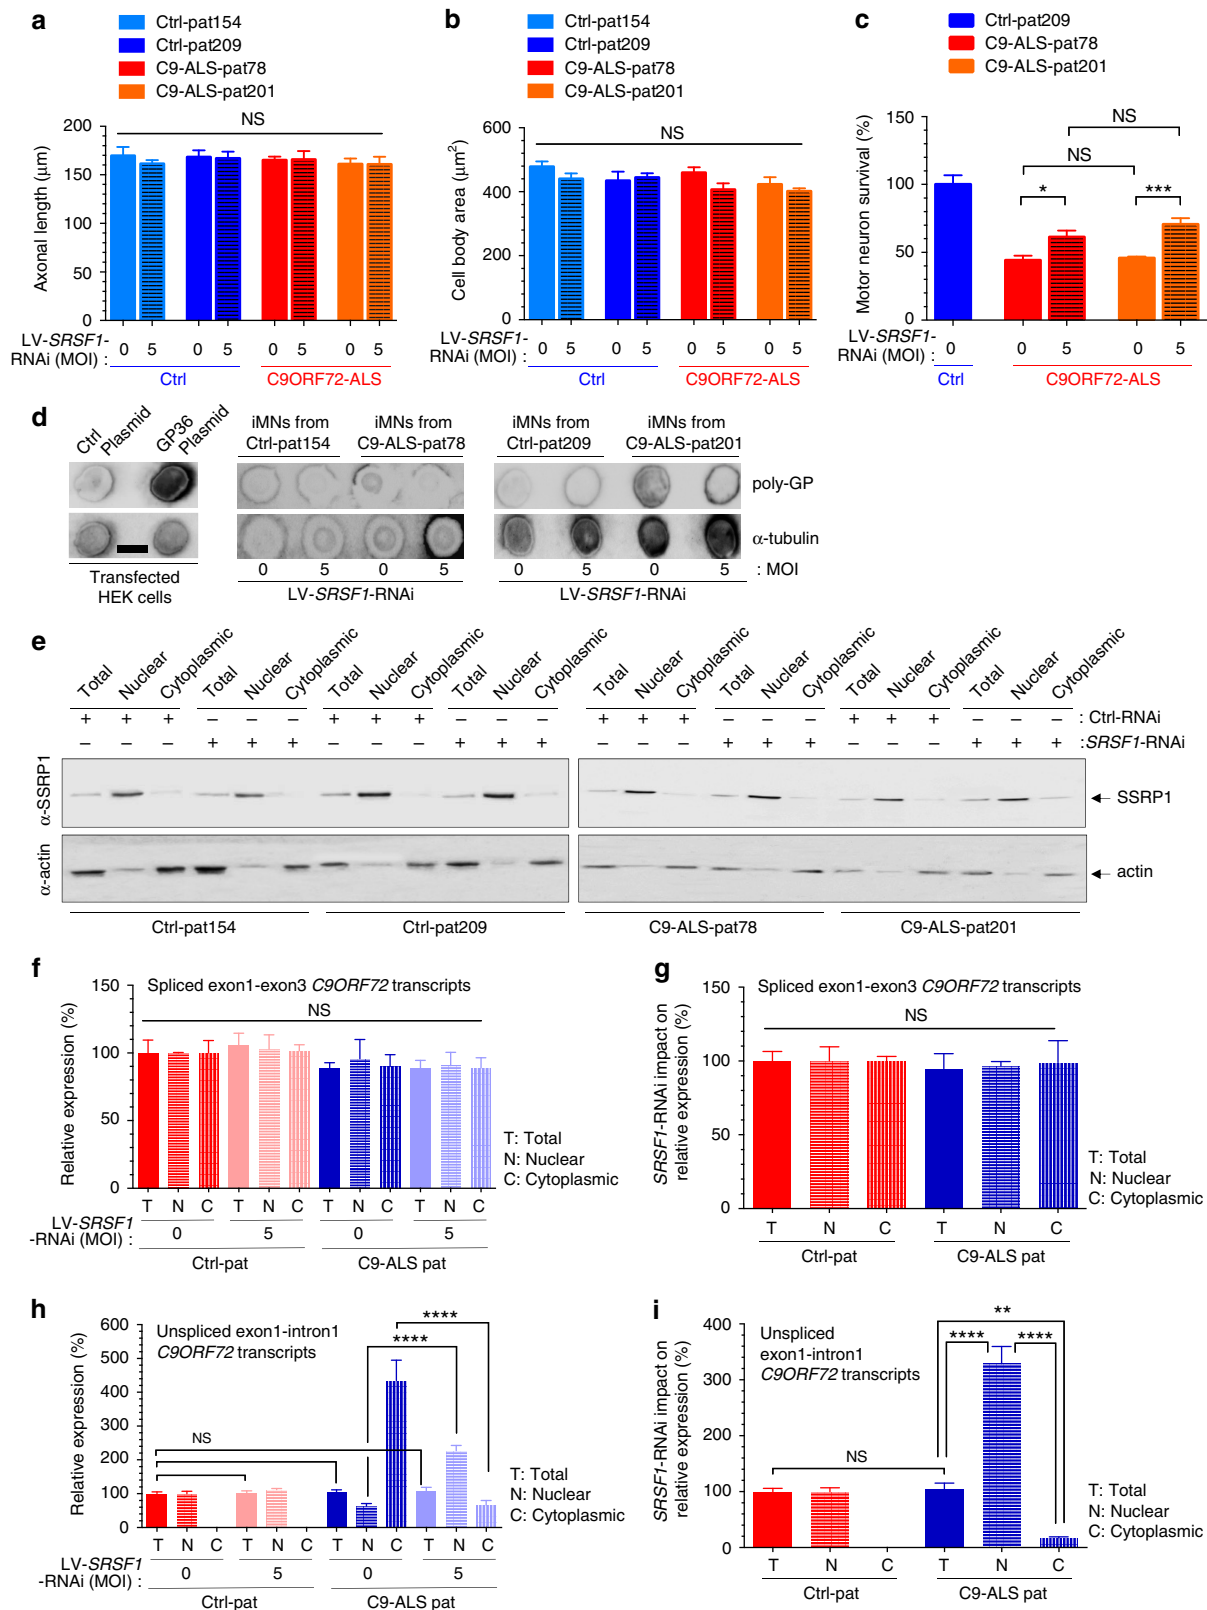 a
Ctrl-pat154
Ctrl-pat209
C9-ALS-pat78
C9-ALS-pat201
NS
Axonal length (µm)
200
150
100
50
0
LV-SRSF1-
RNAi (MOI) :
0 5 0 5 0 5 0 5
Ctrl
C9ORF72-ALS
b
Ctrl-pat154
Ctrl-pat209
C9-ALS-pat78
C9-ALS-pat201
NS
Cell body area (µm²)
600
400
200
0
LV-SRSF1-
RNAi (MOI) :
0 5 0 5 0 5 0 5
Ctrl
C9ORF72-ALS
c
Ctrl-pat209
C9-ALS-pat78
C9-ALS-pat201
NS
NS
* ***
Motor neuron survival (%)
150
100
50
0
LV-SRSF1-
RNAi (MOI) :
0 0 5 0 5
Ctrl
C9ORF72-ALS
d
Ctrl Plasmid
GP36 Plasmid
Transfected
HEK cells
iMNs from
Ctrl-pat154
iMNs from
C9-ALS-pat78
iMNs from
Ctrl-pat209
iMNs from
C9-ALS-pat201
poly-GP
α-tubulin
0 5 0 5 0 5 0 5 : MOI
LV-SRSF1-RNAi
LV-SRSF1-RNAi
e
Total Nuclear Cytoplasmic Total Nuclear Cytoplasmic Total Nuclear Cytoplasmic Total Nuclear Cytoplasmic Total Nuclear Cytoplasmic Total Nuclear Cytoplasmic Total Nuclear Cytoplasmic Total Nuclear Cytoplasmic
+ + + – – – + + + – – – + + + – – – + + + – – – : Ctrl-RNAi
– – – + + + – – – + + + – – – + + + – – – + + + :SRSF1-RNAi
α-SSRP1
SSRP1
α-actin
actin
Ctrl-pat154
Ctrl-pat209
C9-ALS-pat78
C9-ALS-pat201
f
Spliced exon1-exon3 C9ORF72 transcripts
NS
Relative expression (%)
150
100
50
0
T: Total
N: Nuclear
C: Cytoplasmic
T N C T N C T N C T N C
LV-SRSF1
-RNAi (MOI) :
0 5 0 5
Ctrl-pat
C9-ALS pat
g
Spliced exon1-exon3 C9ORF72 transcripts
NS
SRSF1-RNAi impact on
relative expression (%)
150
100
50
0
T: Total
N: Nuclear
C: Cytoplasmic
T N C T N C
Ctrl-pat
C9-ALS pat
h
Unspliced exon1-intron1
C9ORF72 transcripts
****
****
NS
Relative expression (%)
600
500
400
300
200
100
0
T: Total
N: Nuclear
C: Cytoplasmic
T N C T N C T N C T N C
LV-SRSF1
-RNAi (MOI) :
0 5 0 5
Ctrl-pat
C9-ALS pat
i
Unspliced
exon1-intron1
C9ORF72 transcripts
**
**** ****
NS
SRSF1-RNAi impact on
relative expression (%)
400
300
200
100
0
T: Total
N: Nuclear
C: Cytoplasmic
T N C T N C
Ctrl-pat
C9-ALS pat